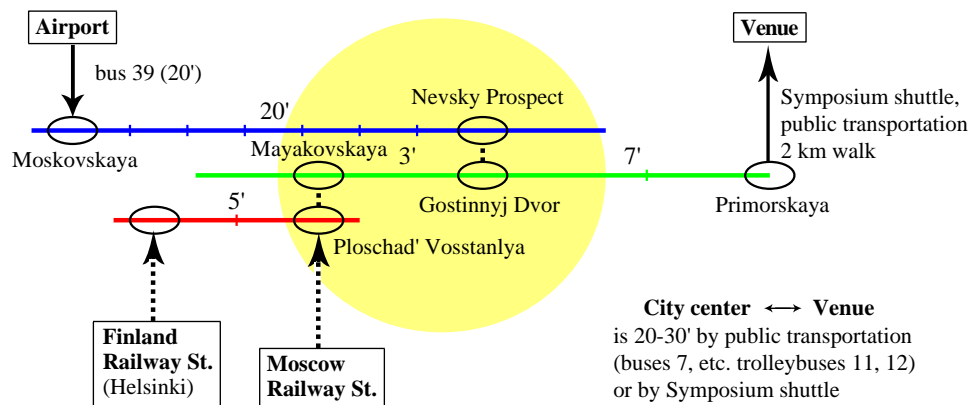 Airport
bus 39 (20')
Venue
Symposium shuttle,
public transportation
2 km walk
Nevsky Prospect
20'
Moskovskaya
Mayakovskaya
3'
7'
Gostinnyj Dvor
Primorskaya
5'
Ploschad' Vosstanlya
Finland
Railway St.
(Helsinki)
Moscow
Railway St.
City center ↔ Venue
is 20-30' by public transportation
(buses 7, etc. trolleybuses 11, 12)
or by Symposium shuttle